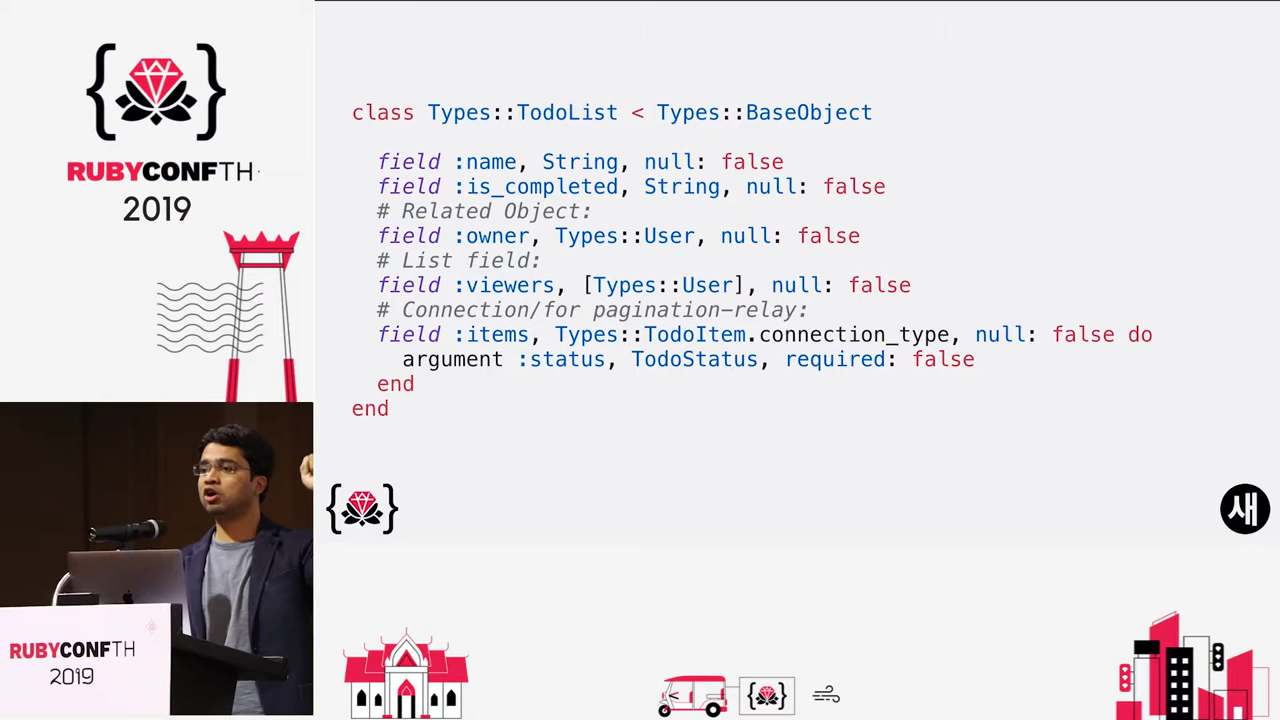 RUBYCONFTH
2019
class Types::TodoList < Types::BaseObject
field :name, String, null: false
field :is_completed, String, null: false
# Related Object:
field :owner, Types::User, null: false
# List field:
field :viewers, [Types::User], null: false
# Connection/for pagination-relay:
field :items, Types::TodoItem.connection_type, null: false do
argument :status, TodoStatus, required: false
end
end
새
RUBYCONFTH
2019